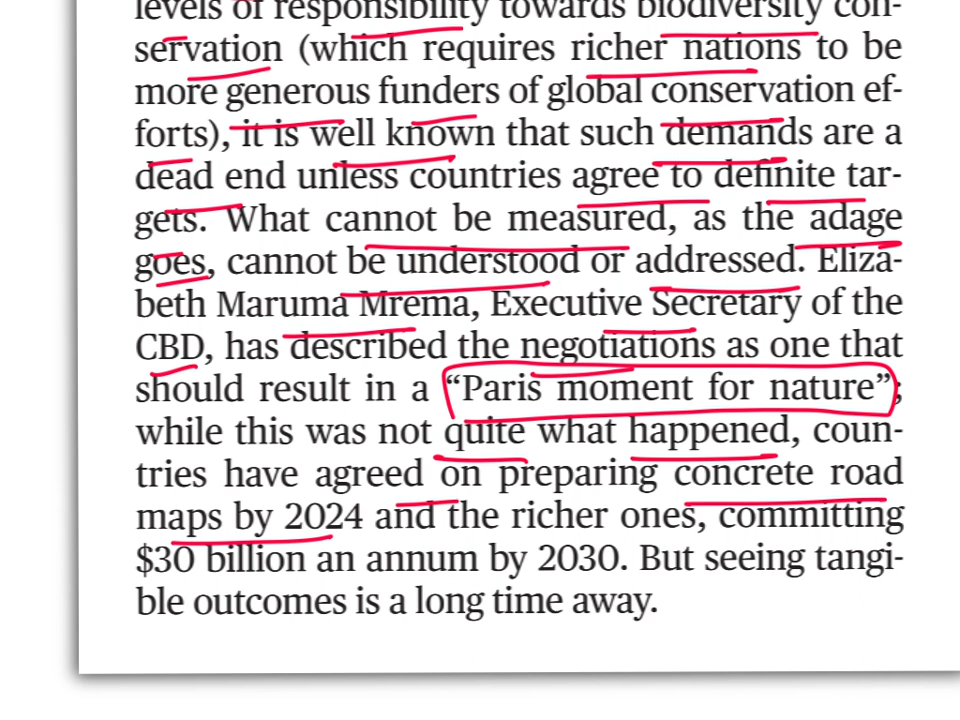 levels of responsibility towards biodiversity con-
servation (which requires richer nations to be
more generous funders of global conservation ef-
forts), it is well known that such demands are a
dead end unless countries agree to definite tar-
gets. What cannot be measured, as the adage
goes, cannot be understood or addressed. Eliza-
beth Maruma Mrema, Executive Secretary of the
CBD, has described the negotiations as one that
should result in a “Paris moment for nature”;
while this was not quite what happened, coun-
tries have agreed on preparing concrete road
maps by 2024 and the richer ones, committing
$30 billion an annum by 2030. But seeing tangi-
ble outcomes is a long time away.